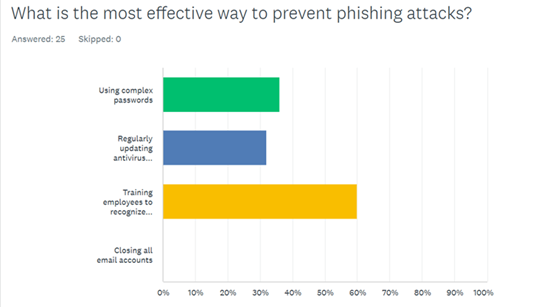 What is the most effective way to prevent phishing attacks?
Answered: 25 Skipped: 0
Using complex
passwords
Regularly
updating
antivirus...
Training
employees to
recognize...
Closing all
email accounts
0% 10% 20% 30% 40% 50% 60% 70% 80% 90% 100%